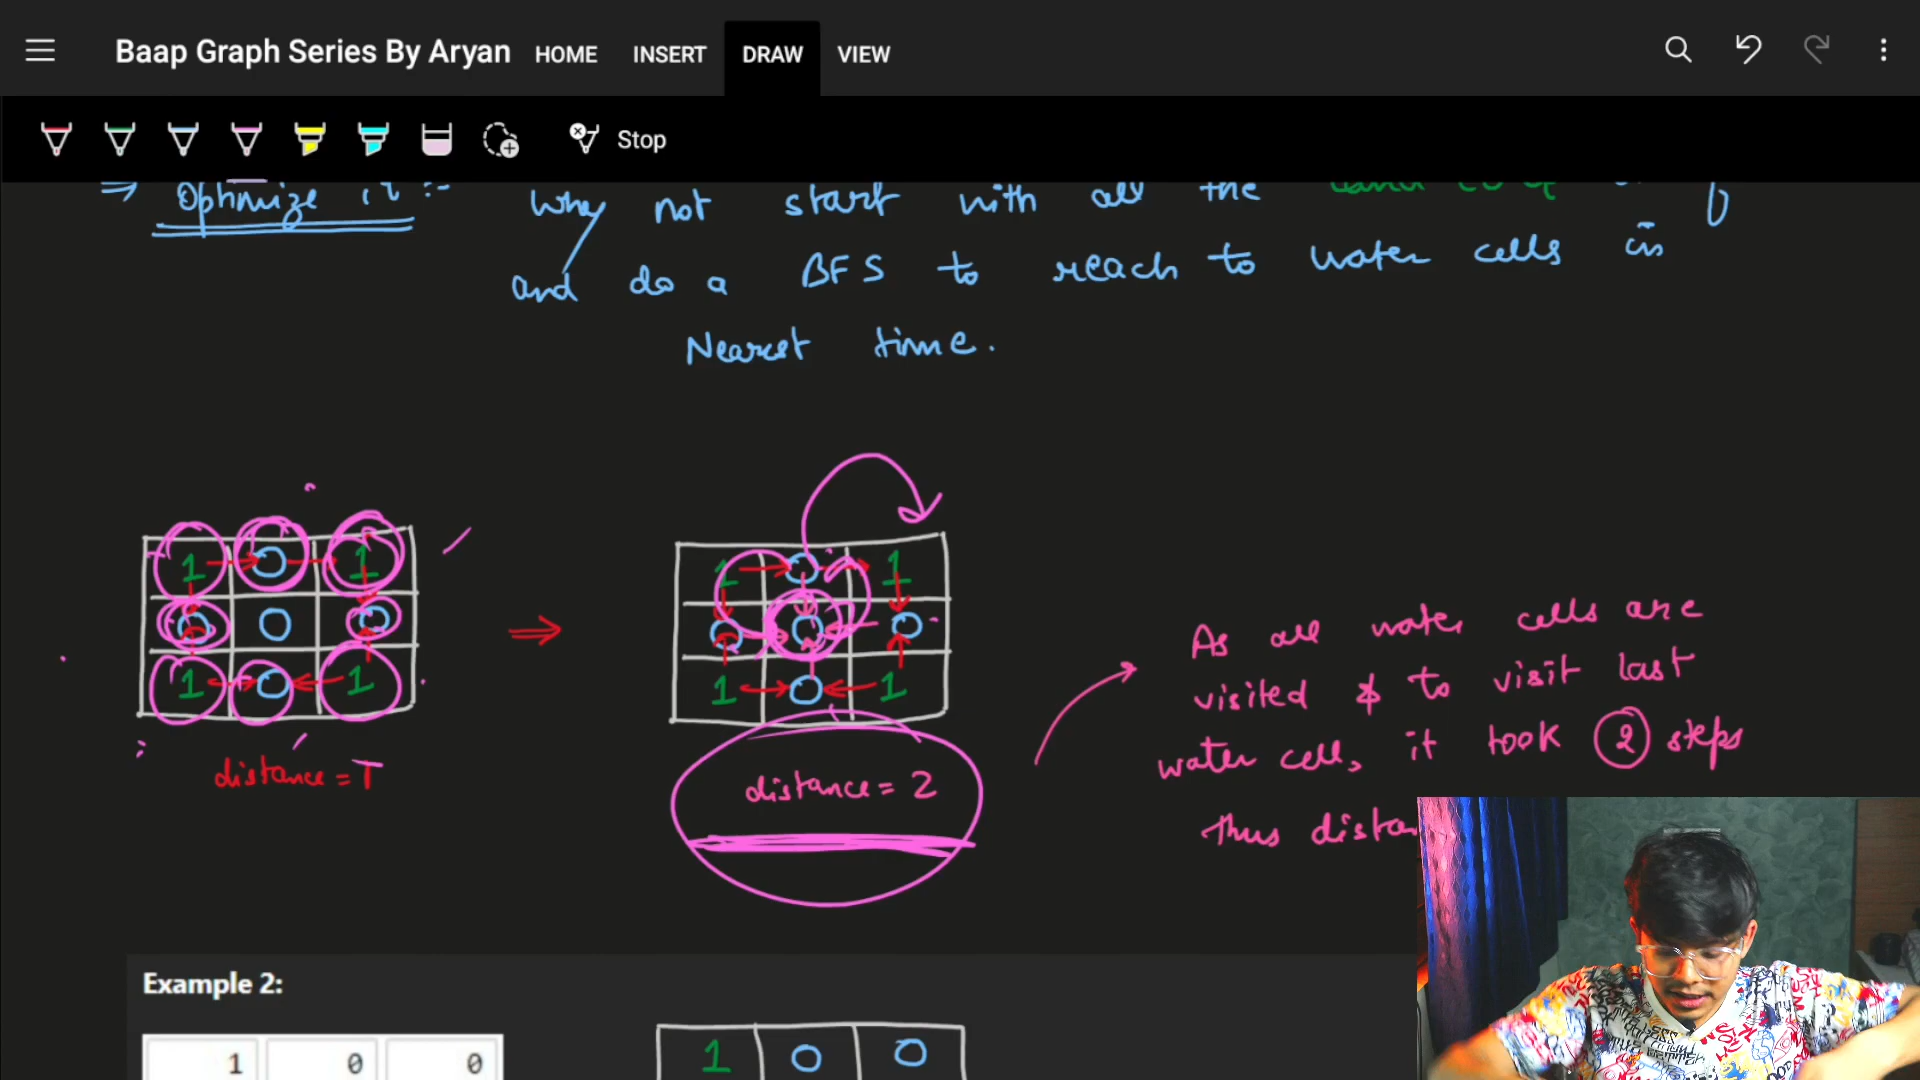 Baap Graph Series By Aryan HOME INSERT DRAW VIEW
Stop
⇒ Optimize it :- Why not start with all the land
and do a BFS to reach to water cells in
Nearest time.
1 0 1
0 0 0
1 0 1
distance = 1
⇒
1 0 1
0 0 0
1 0 1
distance = 2
As all water cells are
visited & to visit last
water cell, it took 2 steps
thus
Example 2:
1 0 0
1 0 0